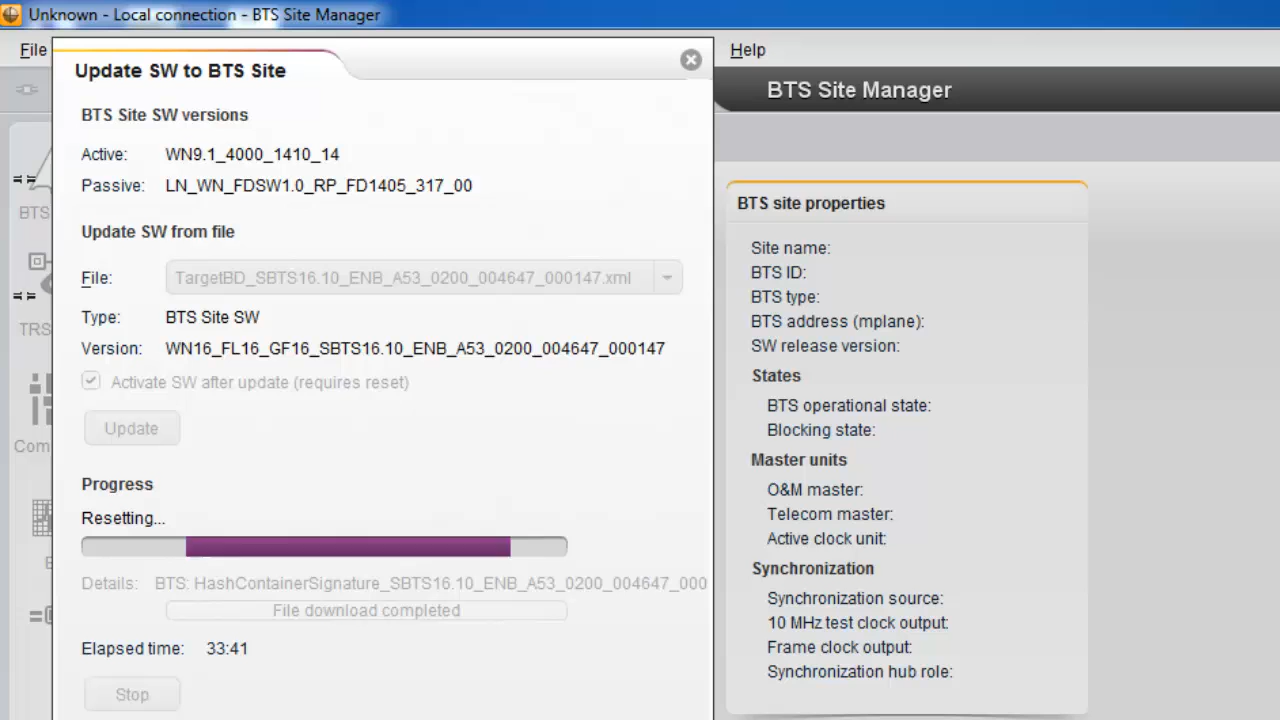 Unknown - Local connection - BTS Site Manager
File
Help
Update SW to BTS Site
BTS Site Manager
BTS Site SW versions
Active: WN9.1_4000_1410_14
Passive: LN_WN_FDSW1.0_RP_FD1405_317_00
Update SW from file
File: TargetBD_SBTS16.10_ENB_A53_0200_004647_000147.xml
Type: BTS Site SW
Version: WN16_FL16_GF16_SBTS16.10_ENB_A53_0200_004647_000147
Activate SW after update (requires reset)
Update
Progress
Resetting...
Details: BTS: HashContainerSignature_SBTS16.10_ENB_A53_0200_004647_000
File download completed
Elapsed time: 33:41
Stop
BTS
TRS
Com
BTS site properties
Site name:
BTS ID:
BTS type:
BTS address (mplane):
SW release version:
States
BTS operational state:
Blocking state:
Master units
O&M master:
Telecom master:
Active clock unit:
Synchronization
Synchronization source:
10 MHz test clock output:
Frame clock output:
Synchronization hub role: